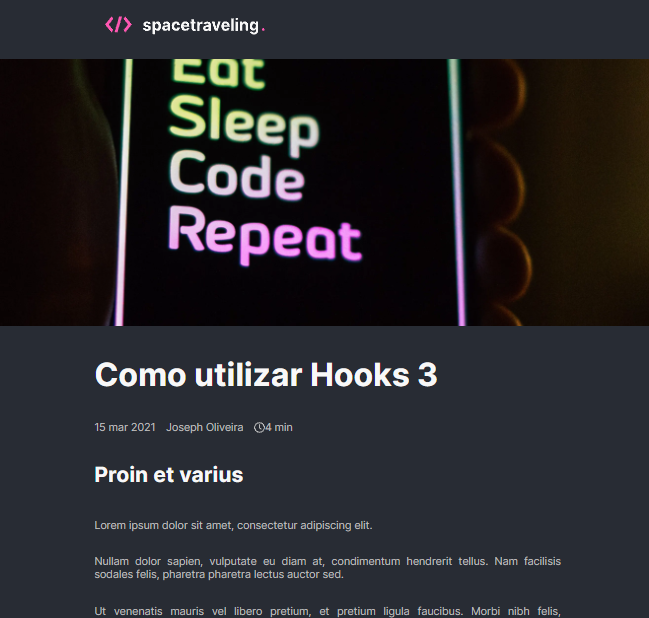 </> spacetraveling.
Eat
Sleep
Code
Repeat
Como utilizar Hooks 3
15 mar 2021 Joseph Oliveira 4 min
Proin et varius
Lorem ipsum dolor sit amet, consectetur adipiscing elit.
Nullam dolor sapien, vulputate eu diam at, condimentum hendrerit tellus. Nam facilisis
sodales felis, pharetra pharetra lectus auctor sed.
Ut venenatis mauris vel libero pretium, et pretium ligula faucibus. Morbi nibh felis,